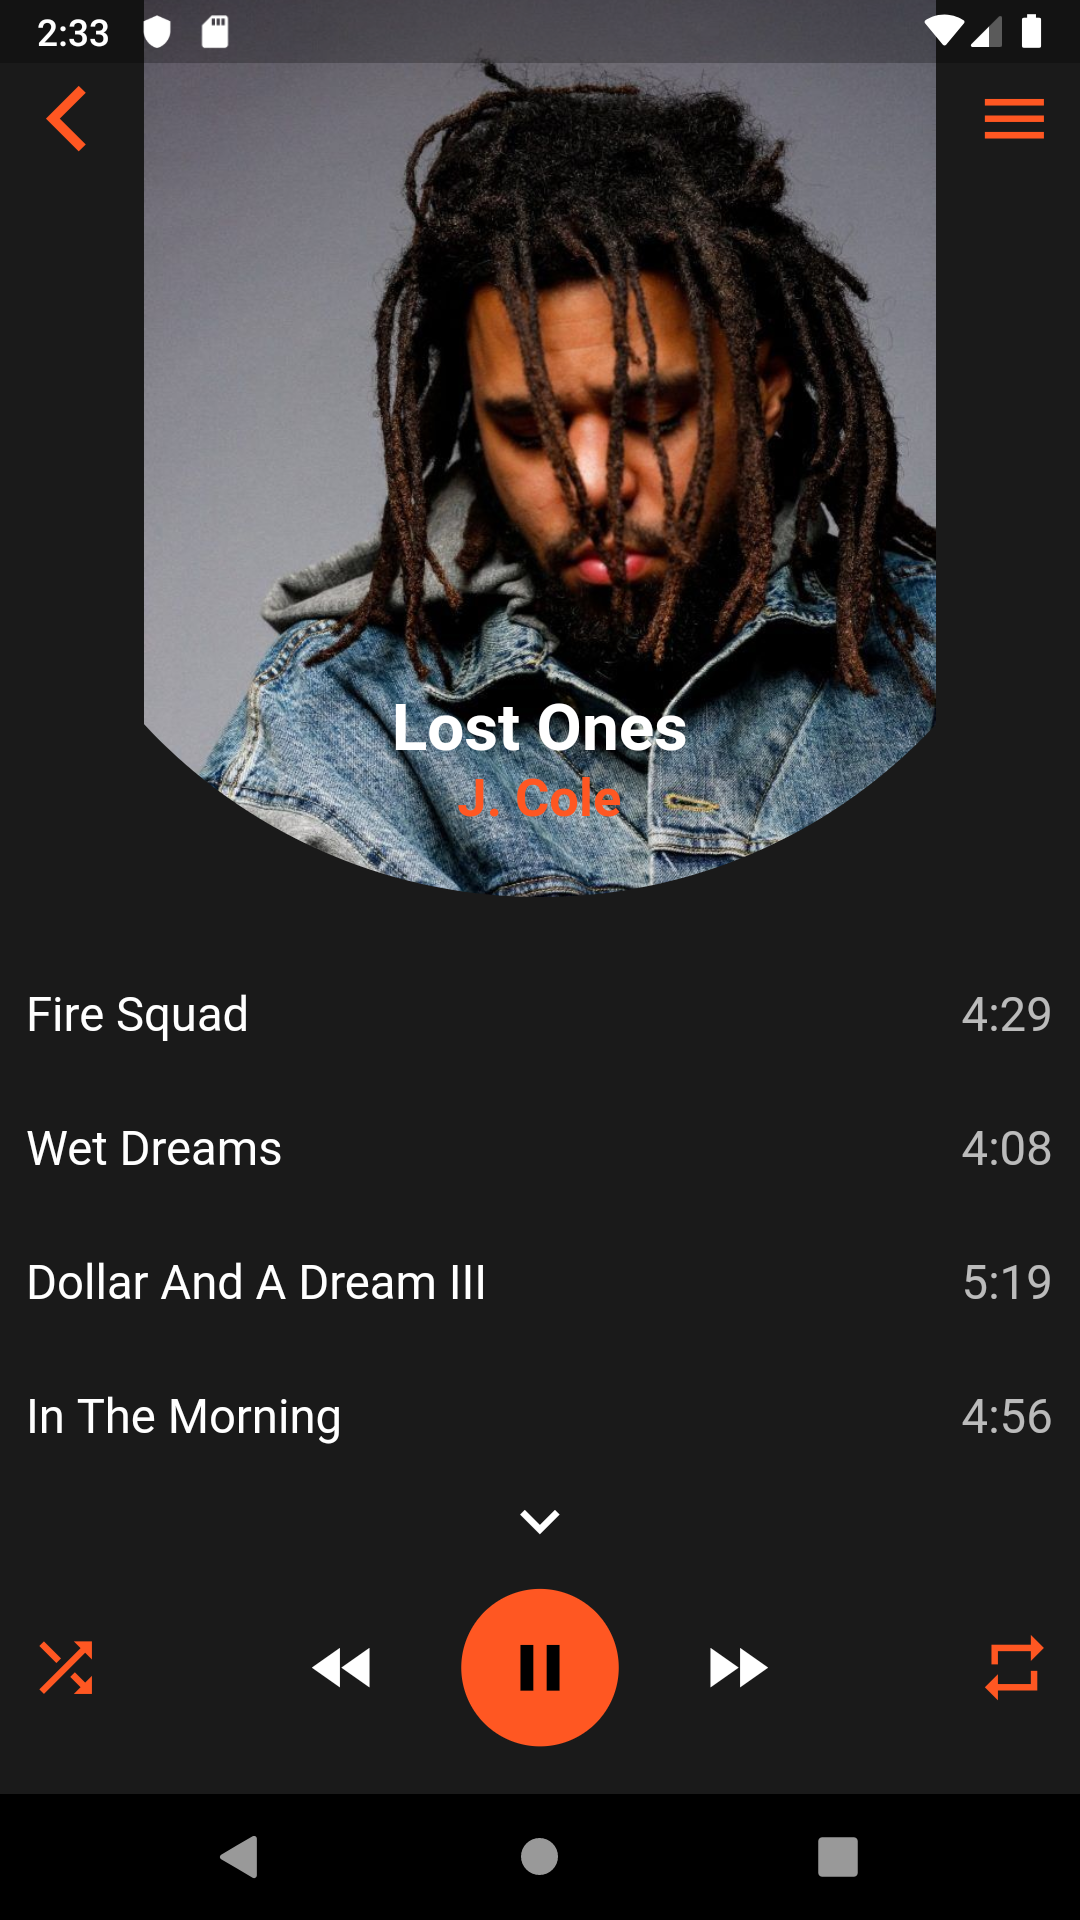 2:33
Lost Ones
J. Cole
Fire Squad 4:29
Wet Dreams 4:08
Dollar And A Dream III 5:19
In The Morning 4:56